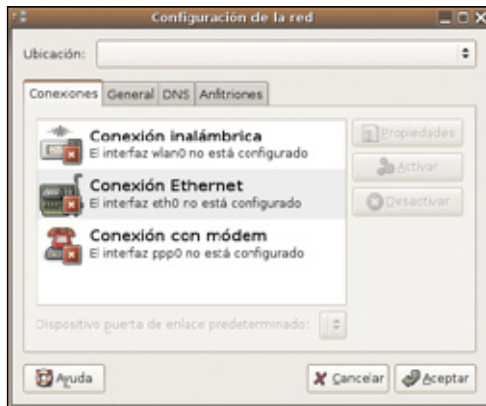 Configuración de la red
Ubicación:
Conexiones General DNS Anfitriones
Conexión inalámbrica
El interfaz wlan0 no está configurado
Propiedades
Activar
Conexión Ethernet
El interfaz eth0 no está configurado
Desactivar
Conexión con módem
El interfaz ppp0 no está configurado
Dispositivo puerta de enlace predeterminado:
Ayuda
Cancelar
Aceptar